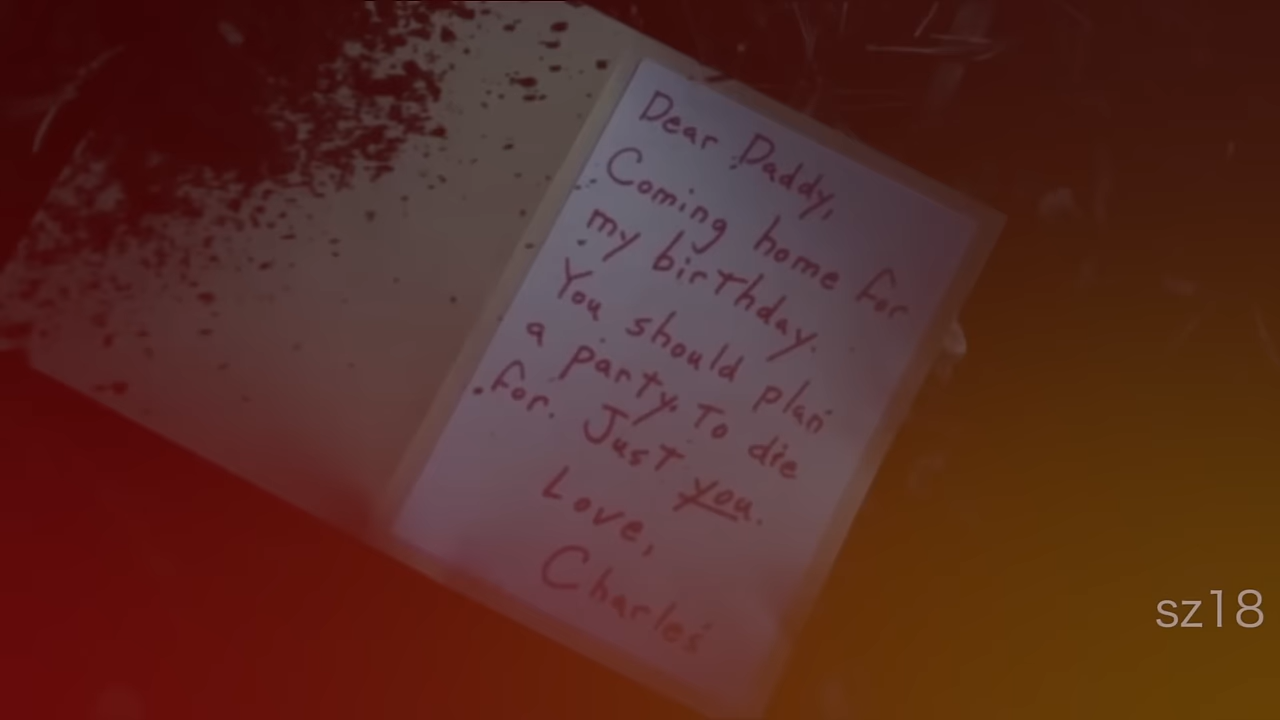 Dear Daddy,
Coming home for
my birthday.
You should plan
a party. To die
for. Just you.
Love,
Charles
sz18